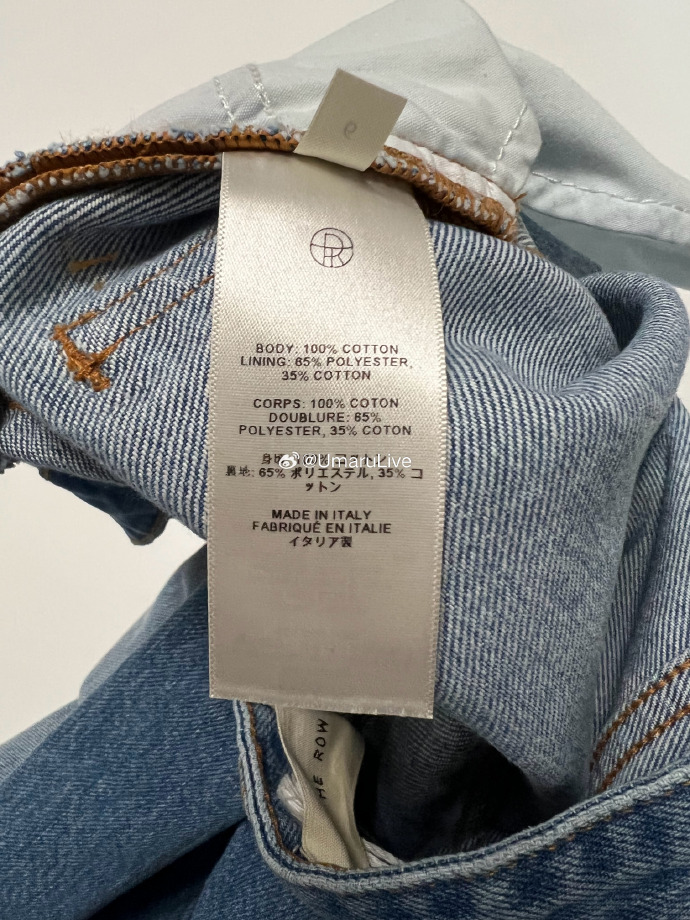 BODY: 100% COTTON
LINING: 65% POLYESTER,
35% COTTON
CORPS: 100% COTON
DOUBLURE: 65%
POLYESTER, 35% COTON
@UmaruLive
裏地: 65% ポリエステル, 35% コ
ットン
MADE IN ITALY
FABRIQUÉ EN ITALIE
イタリア製
HE ROW